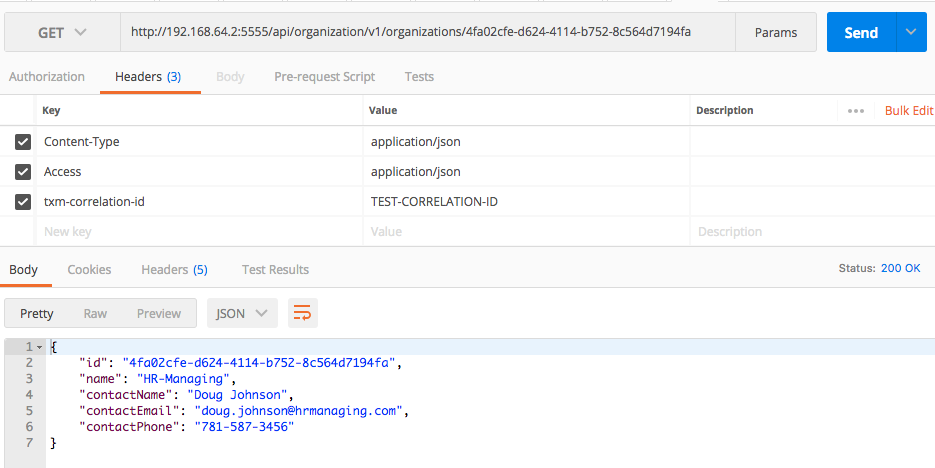 GET http://192.168.64.2:5555/api/organization/v1/organizations/4fa02cfe-d624-4114-b752-8c564d7194fa Params Send
Authorization Headers (3) Body Pre-request Script Tests
Key Value Description ••• Bulk Edit
Content-Type application/json
Access application/json
txm-correlation-id TEST-CORRELATION-ID
New key Value Description
Body Cookies Headers (5) Test Results Status: 200 OK
Pretty Raw Preview JSON
1 {
2 "id": "4fa02cfe-d624-4114-b752-8c564d7194fa",
3 "name": "HR-Managing",
4 "contactName": "Doug Johnson",
5 "contactEmail": "doug.johnson@hrmanaging.com",
6 "contactPhone": "781-587-3456"
7 }